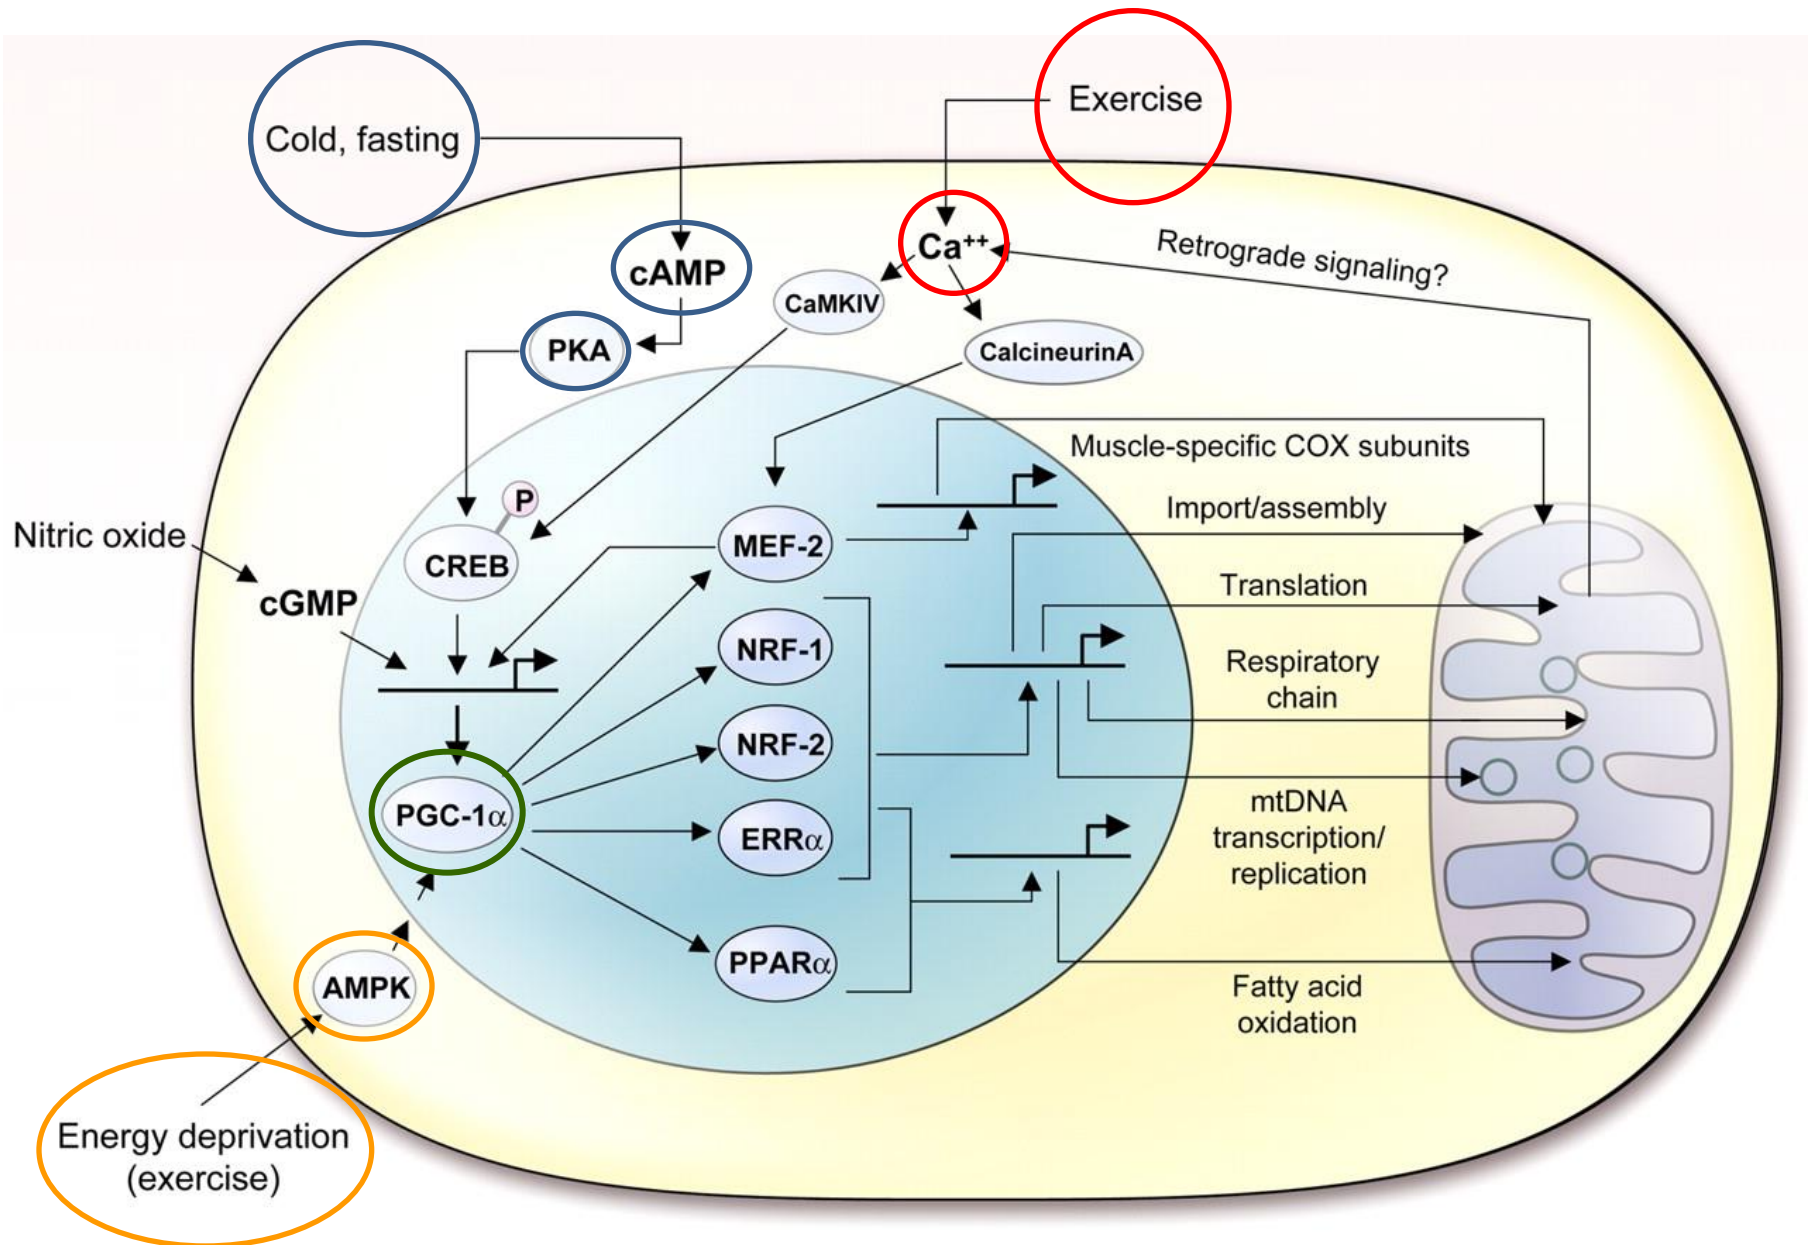 Exercise
Cold, fasting
Ca⁺⁺
Retrograde signaling?
cAMP
CaMKIV
PKA
CalcineurinA
Muscle-specific COX subunits
P
Import/assembly
Nitric oxide
MEF-2
CREB
Translation
cGMP
NRF-1
Respiratory
chain
NRF-2
mtDNA
transcription/
replication
PGC-1α
ERRα
PPARα
AMPK
Fatty acid
oxidation
Energy deprivation
(exercise)